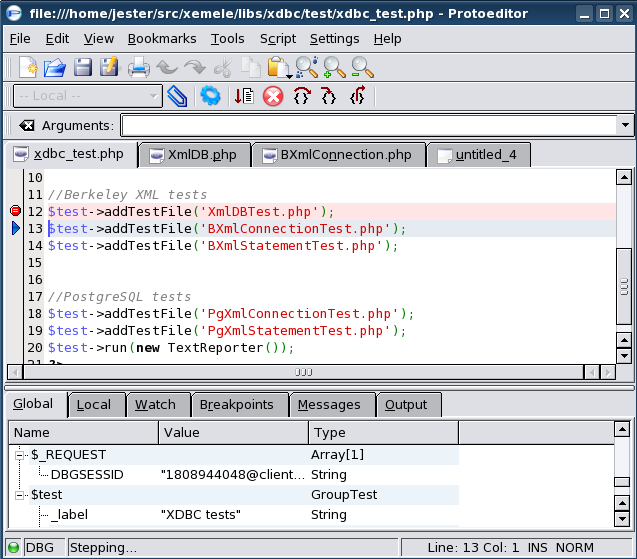 file:///home/jester/src/xemele/libs/xdbc/test/xdbc_test.php - Protoeditor
File Edit View Bookmarks Tools Script Settings Help
-- Local --
Arguments:
xdbc_test.php XmlDB.php BXmlConnection.php untitled_4
10
11 //Berkeley XML tests
12 $test->addTestFile('XmlDBTest.php');
13 $test->addTestFile('BXmlConnectionTest.php');
14 $test->addTestFile('BXmlStatementTest.php');
15
16
17 //PostgreSQL tests
18 $test->addTestFile('PgXmlConnectionTest.php');
19 $test->addTestFile('PgXmlStatementTest.php');
20 $test->run(new TextReporter());
21 ?>
Global Local Watch Breakpoints Messages Output
Name Value Type
$_REQUEST Array[1]
DBGSESSID "1808944048@client... String
$test GroupTest
_label "XDBC tests" String
DBG Stepping... Line: 13 Col: 1 INS NORM